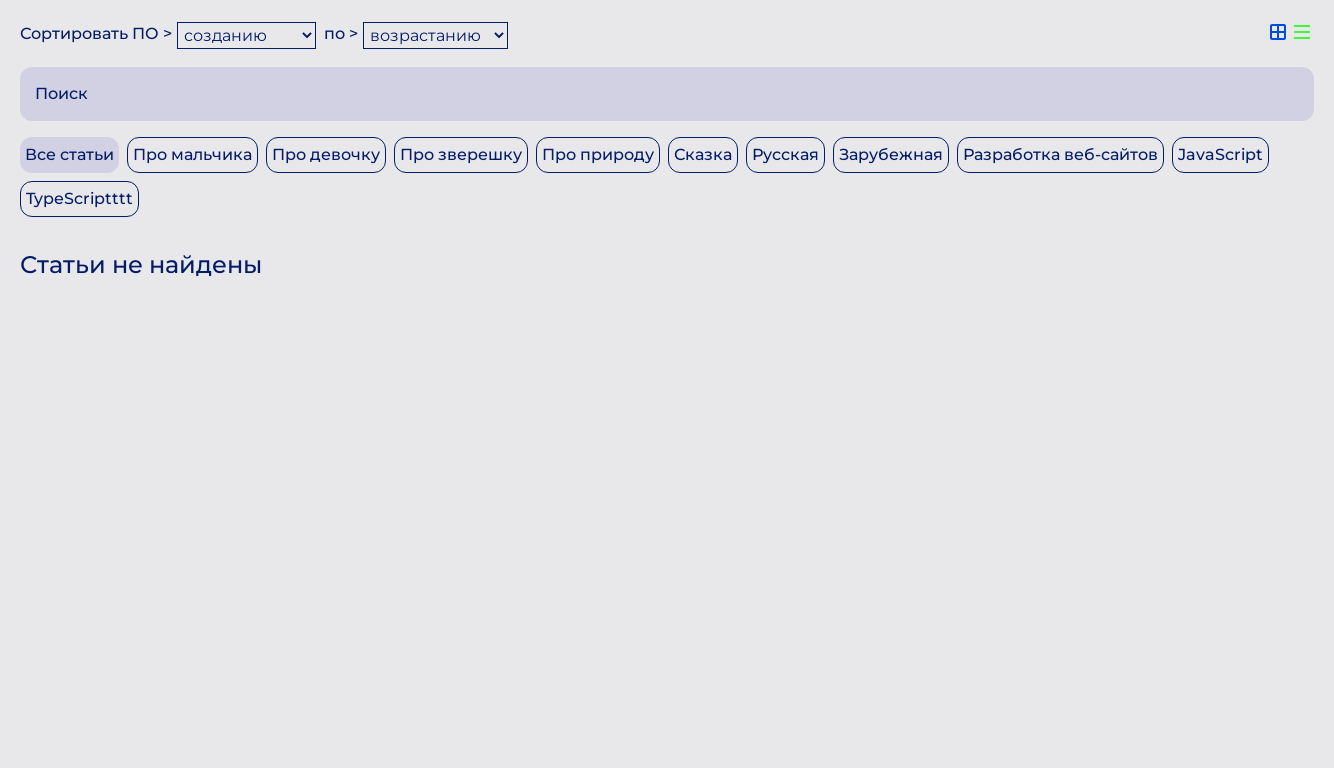 Сортировать ПО > созданию по > возрастанию
Поиск
Все статьи Про мальчика Про девочку Про зверешку Про природу Сказка Русская Зарубежная Разработка веб-сайтов JavaScript
TypeScriptttt
Статьи не найдены